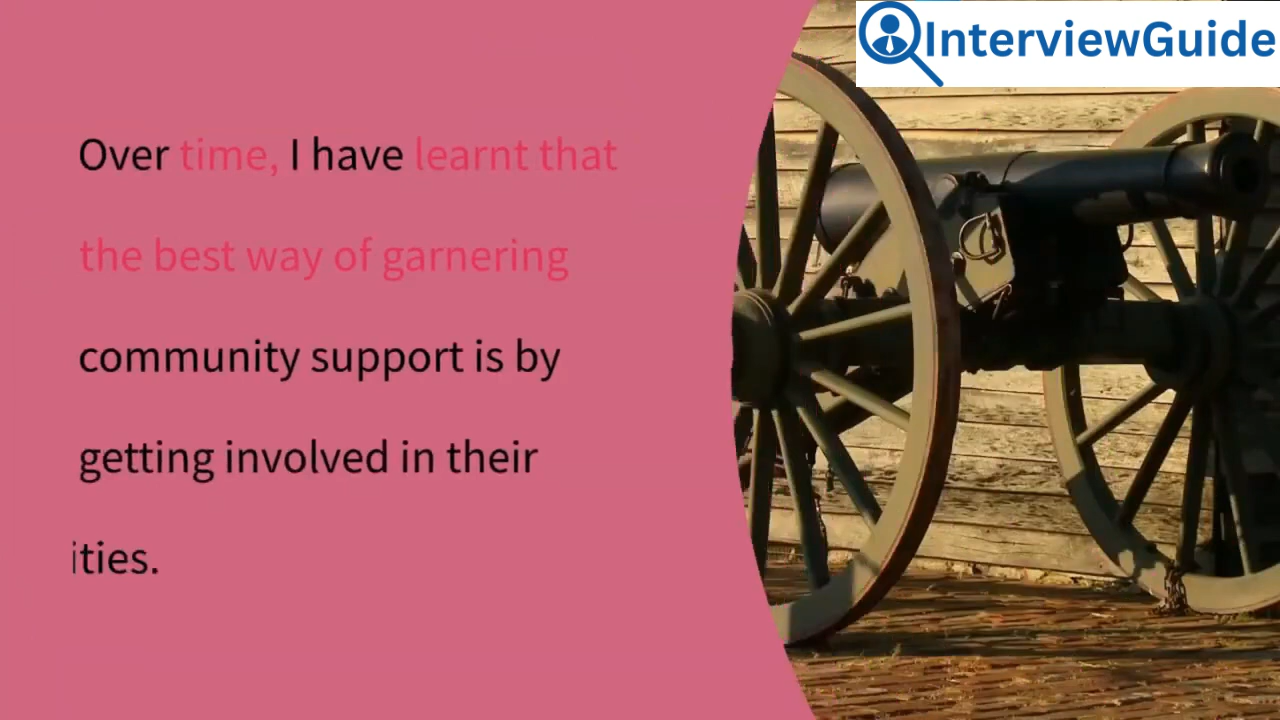 InterviewGuide
Over time, I have learnt that
the best way of garnering
community support is by
getting involved in their
ities.